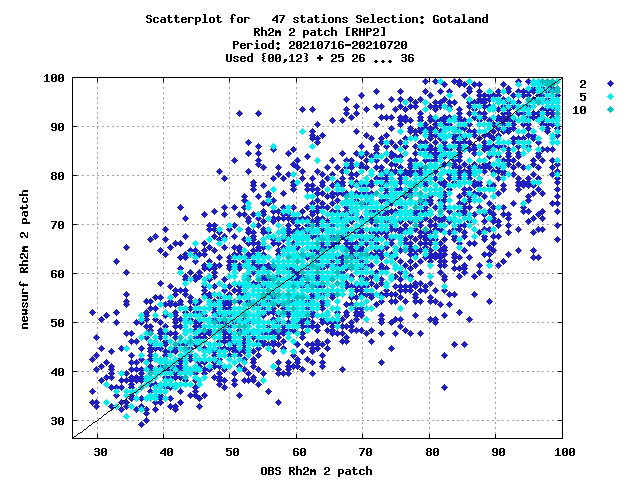 Scatterplot for   47 stations Selection: Gotaland
Rh2m 2 patch [RHP2]
Period: 20210716-20210720
Used {00,12} + 25 26 ... 36
100
90
80
70
60
50
40
30
newsurf Rh2m 2 patch
30 40 50 60 70 80 90 100
OBS Rh2m 2 patch
2
5
10